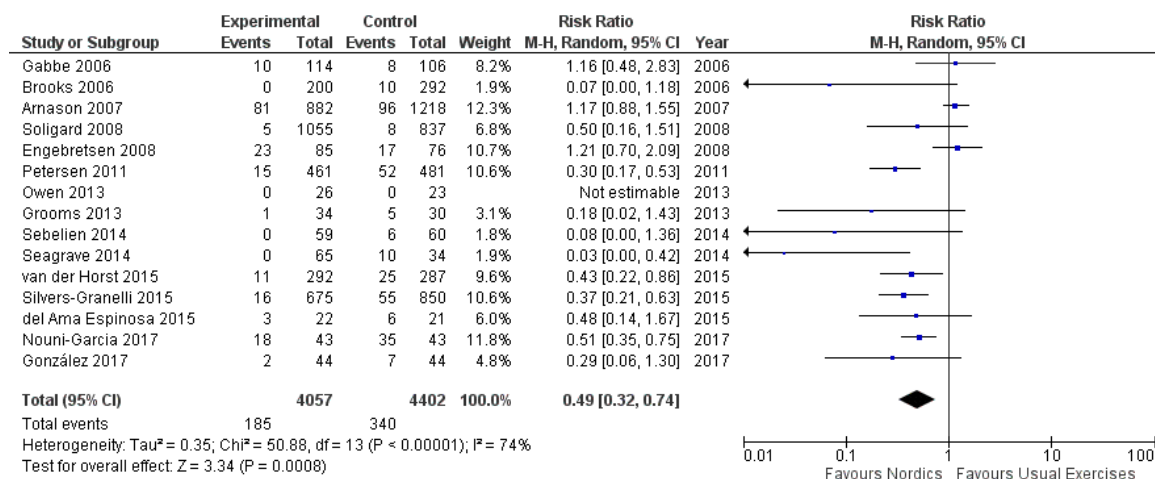 Experimental Control Risk Ratio Risk Ratio
Study or Subgroup Events Total Events Total Weight M-H, Random, 95% CI Year M-H, Random, 95% CI
Gabbe 2006 10 114 8 106 8.2% 1.16 [0.48, 2.83] 2006
Brooks 2006 0 200 10 292 2.0% 0.07 [0.00, 1.18] 2006
Arnason 2007 81 882 96 1218 12.3% 1.17 [0.88, 1.55] 2007
Soligard 2008 5 1055 8 837 6.8% 0.50 [0.16, 1.51] 2008
Engebretsen 2008 23 85 17 76 10.7% 1.21 [0.70, 2.09] 2008
Petersen 2011 15 461 52 481 10.6% 0.30 [0.17, 0.53] 2011
Owen 2013 0 26 0 23 Not estimable 2013
Grooms 2013 1 34 5 30 3.1% 0.18 [0.02, 1.43] 2013
Sebelien 2014 0 59 6 60 1.8% 0.08 [0.00, 1.36] 2014
Seagrave 2014 0 65 10 34 1.9% 0.03 [0.00, 0.42] 2014
van der Horst 2015 11 292 25 287 9.6% 0.43 [0.22, 0.86] 2015
Silvers-Granelli 2015 16 675 55 850 10.6% 0.37 [0.21, 0.63] 2015
del Ama Espinosa 2015 3 22 6 21 6.0% 0.48 [0.14, 1.67] 2015
Nouni-Garcia 2017 18 43 35 43 11.8% 0.51 [0.35, 0.75] 2017
González 2017 2 44 7 44 4.8% 0.29 [0.06, 1.30] 2017
Total (95% CI) 4057 4402 100.0% 0.49 [0.32, 0.74]
Total events 185 340
Heterogeneity: Tau² = 0.35; Chi² = 50.88, df = 13 (P < 0.00001); I² = 74%
Test for overall effect: Z = 3.34 (P = 0.0008)
0.01 0.1 1 10 100
Favours Nordics Favours Usual Exercises